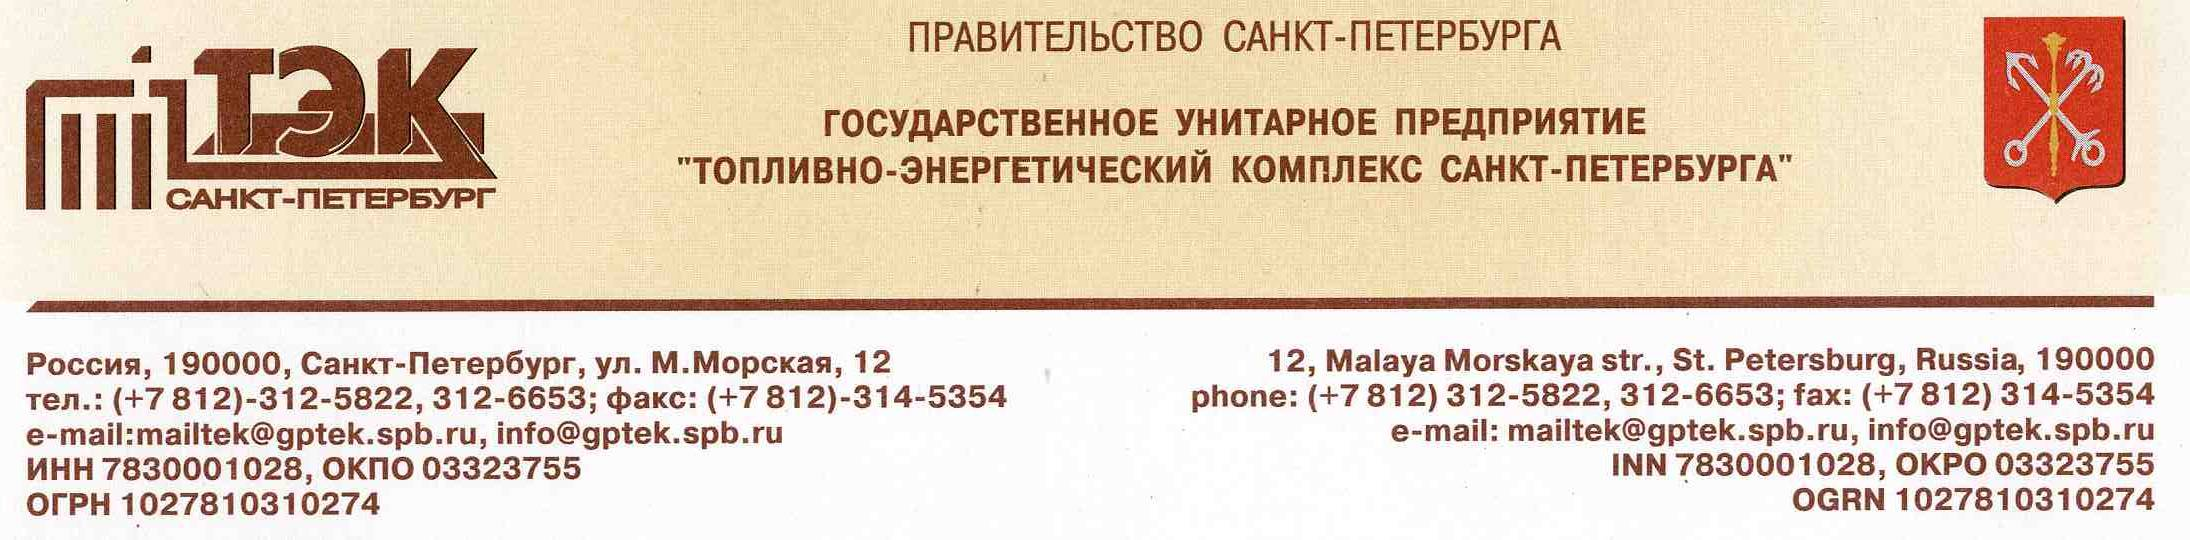 ТЭК
САНКТ-ПЕТЕРБУРГ
ПРАВИТЕЛЬСТВО САНКТ-ПЕТЕРБУРГА
ГОСУДАРСТВЕННОЕ УНИТАРНОЕ ПРЕДПРИЯТИЕ
"ТОПЛИВНО-ЭНЕРГЕТИЧЕСКИЙ КОМПЛЕКС САНКТ-ПЕТЕРБУРГА"
Россия, 190000, Санкт-Петербург, ул. М.Морская, 12
тел.: (+7 812)-312-5822, 312-6653; факс: (+7 812)-314-5354
e-mail:mailtek@gptek.spb.ru, info@gptek.spb.ru
ИНН 7830001028, ОКПО 03323755
ОГРН 1027810310274
12, Malaya Morskaya str., St. Petersburg, Russia, 190000
phone: (+7 812) 312-5822, 312-6653; fax: (+7 812) 314-5354
e-mail: mailtek@gptek.spb.ru, info@gptek.spb.ru
INN 7830001028, OKPO 03323755
OGRN 1027810310274